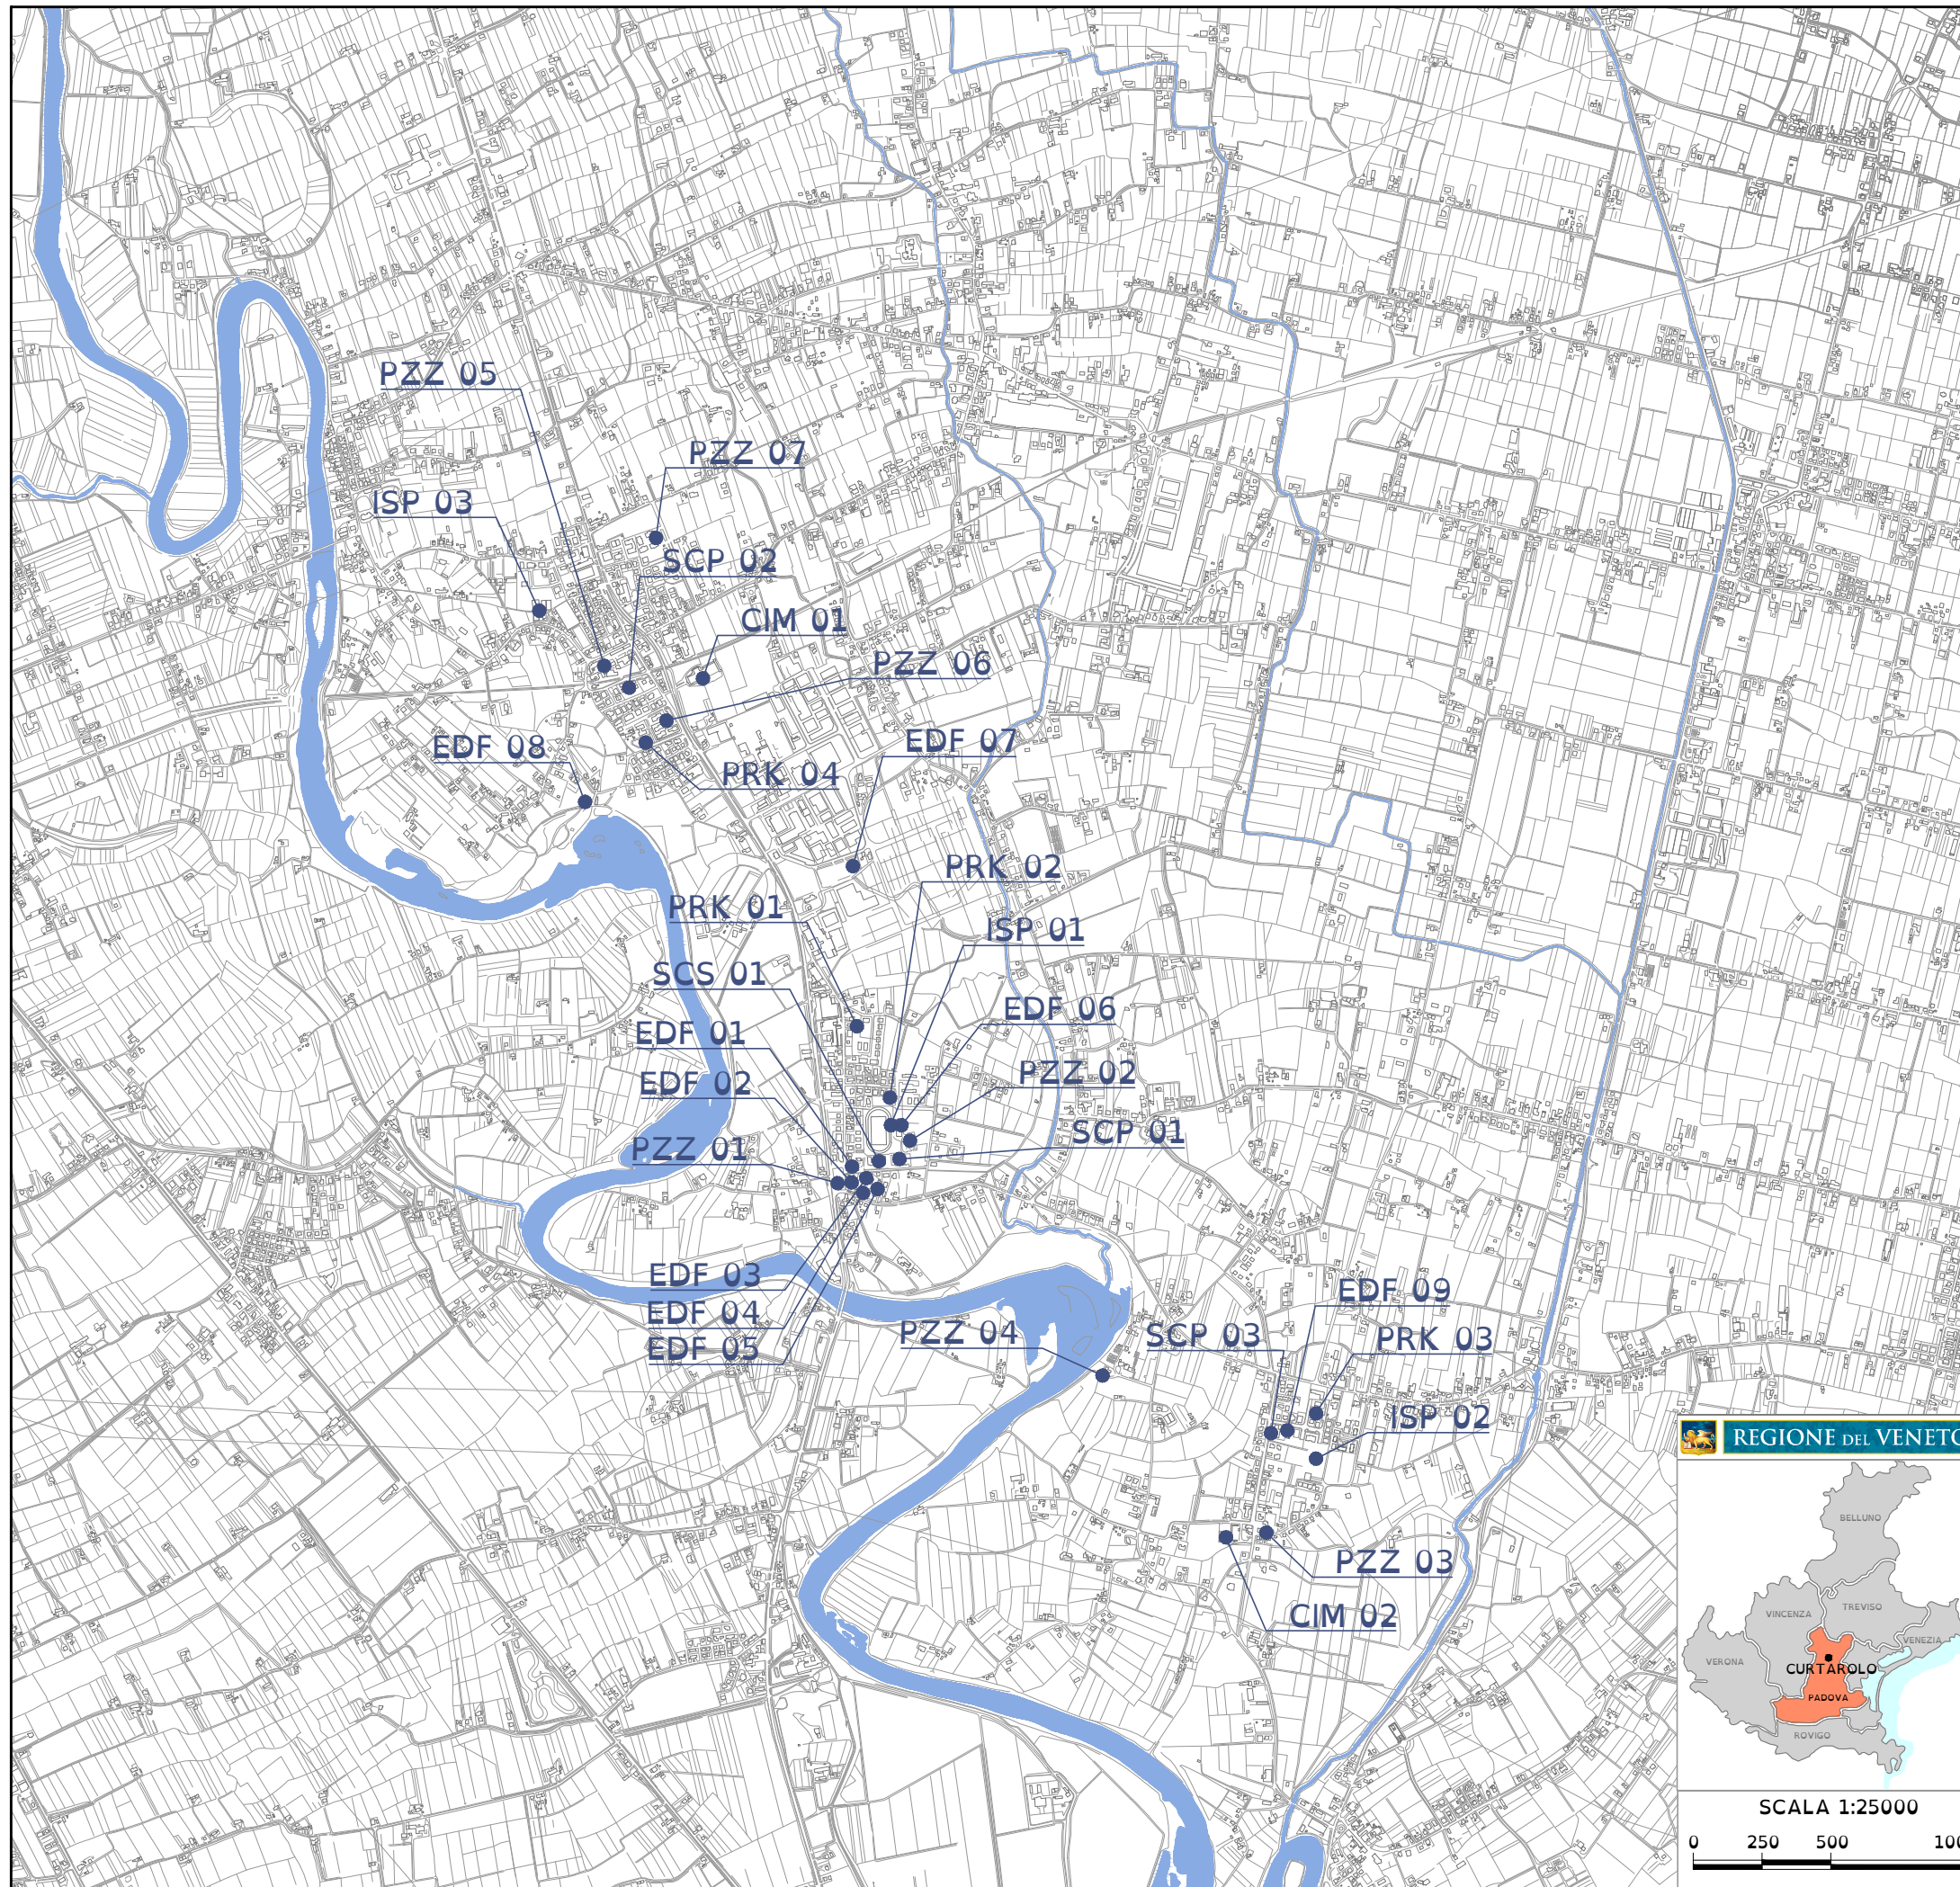 PZZ 05
PZZ 07
ISP 03
SCP 02
CIM 01
PZZ 06
EDF 08
EDF 07
PRK 04
PRK 02
PRK 01
ISP 01
SCS 01
EDF 06
EDF 01
PZZ 02
EDF 02
SCP 01
PZZ 01
EDF 03
EDF 09
EDF 04
PZZ 04
SCP 03
PRK 03
EDF 05
ISP 02
PZZ 03
CIM 02
REGIONE DEL VENETO
BELLUNO
VINCENZA
TREVISO
VENEZIA
VERONA
CURTAROLO
PADOVA
ROVIGO
SCALA 1:25000
0 250 500